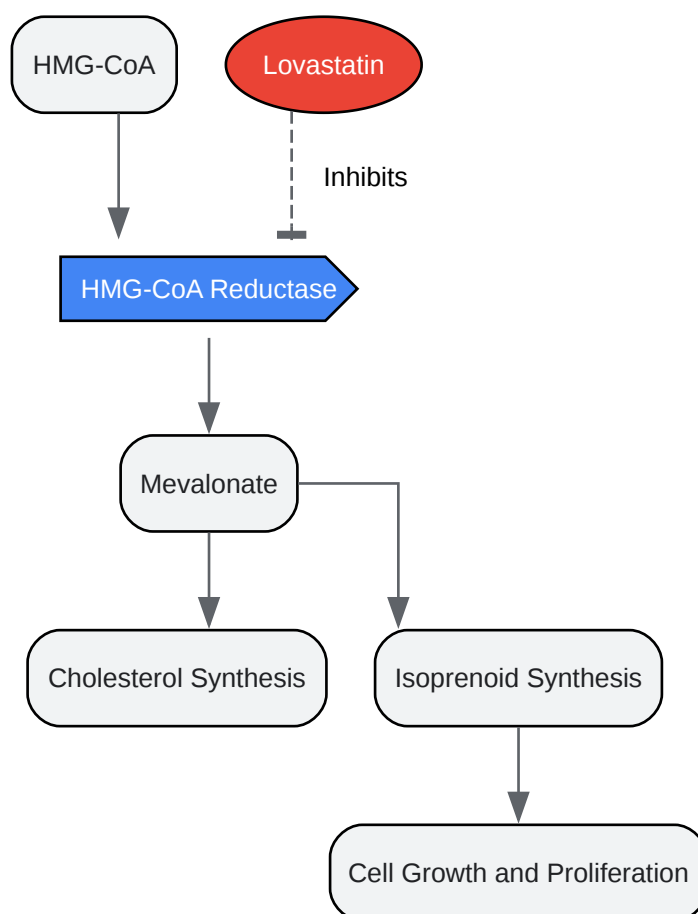 HMG-CoA
Lovastatin
Inhibits
HMG-CoA Reductase
Mevalonate
Cholesterol Synthesis
Isoprenoid Synthesis
Cell Growth and Proliferation